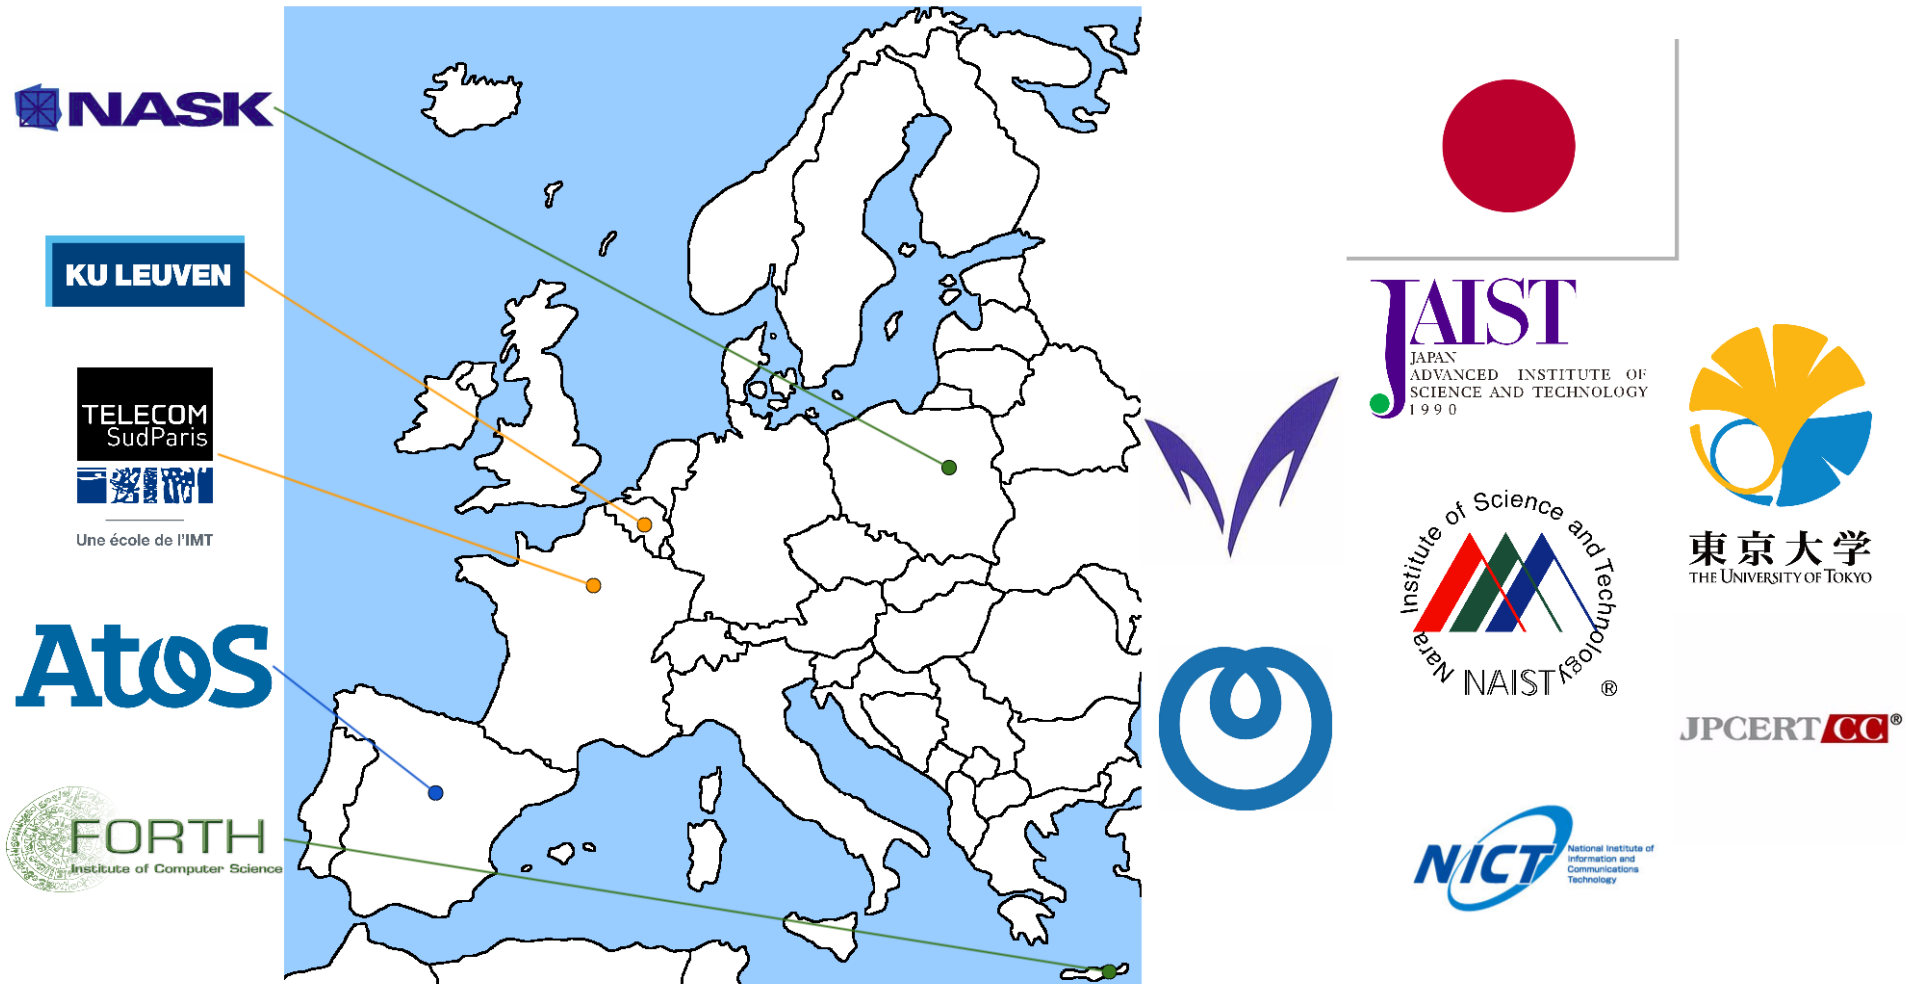 NASK
KU LEUVEN
TELECOM
SudParis
Une école de l'IMT
Atos
FORTH
Institute of Computer Science
JAIST
JAPAN
ADVANCED INSTITUTE OF
SCIENCE AND TECHNOLOGY
1990
東京大学
THE UNIVERSITY OF TOKYO
Nara Institute of Science and Technology
NAIST ®
JPCERT CC®
NICT
National Institute of
Information and
Communications
Technology